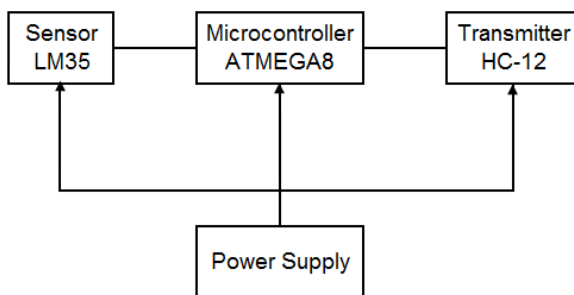 Sensor
LM35
Microcontroller
ATMEGA8
Transmitter
HC-12
Power Supply